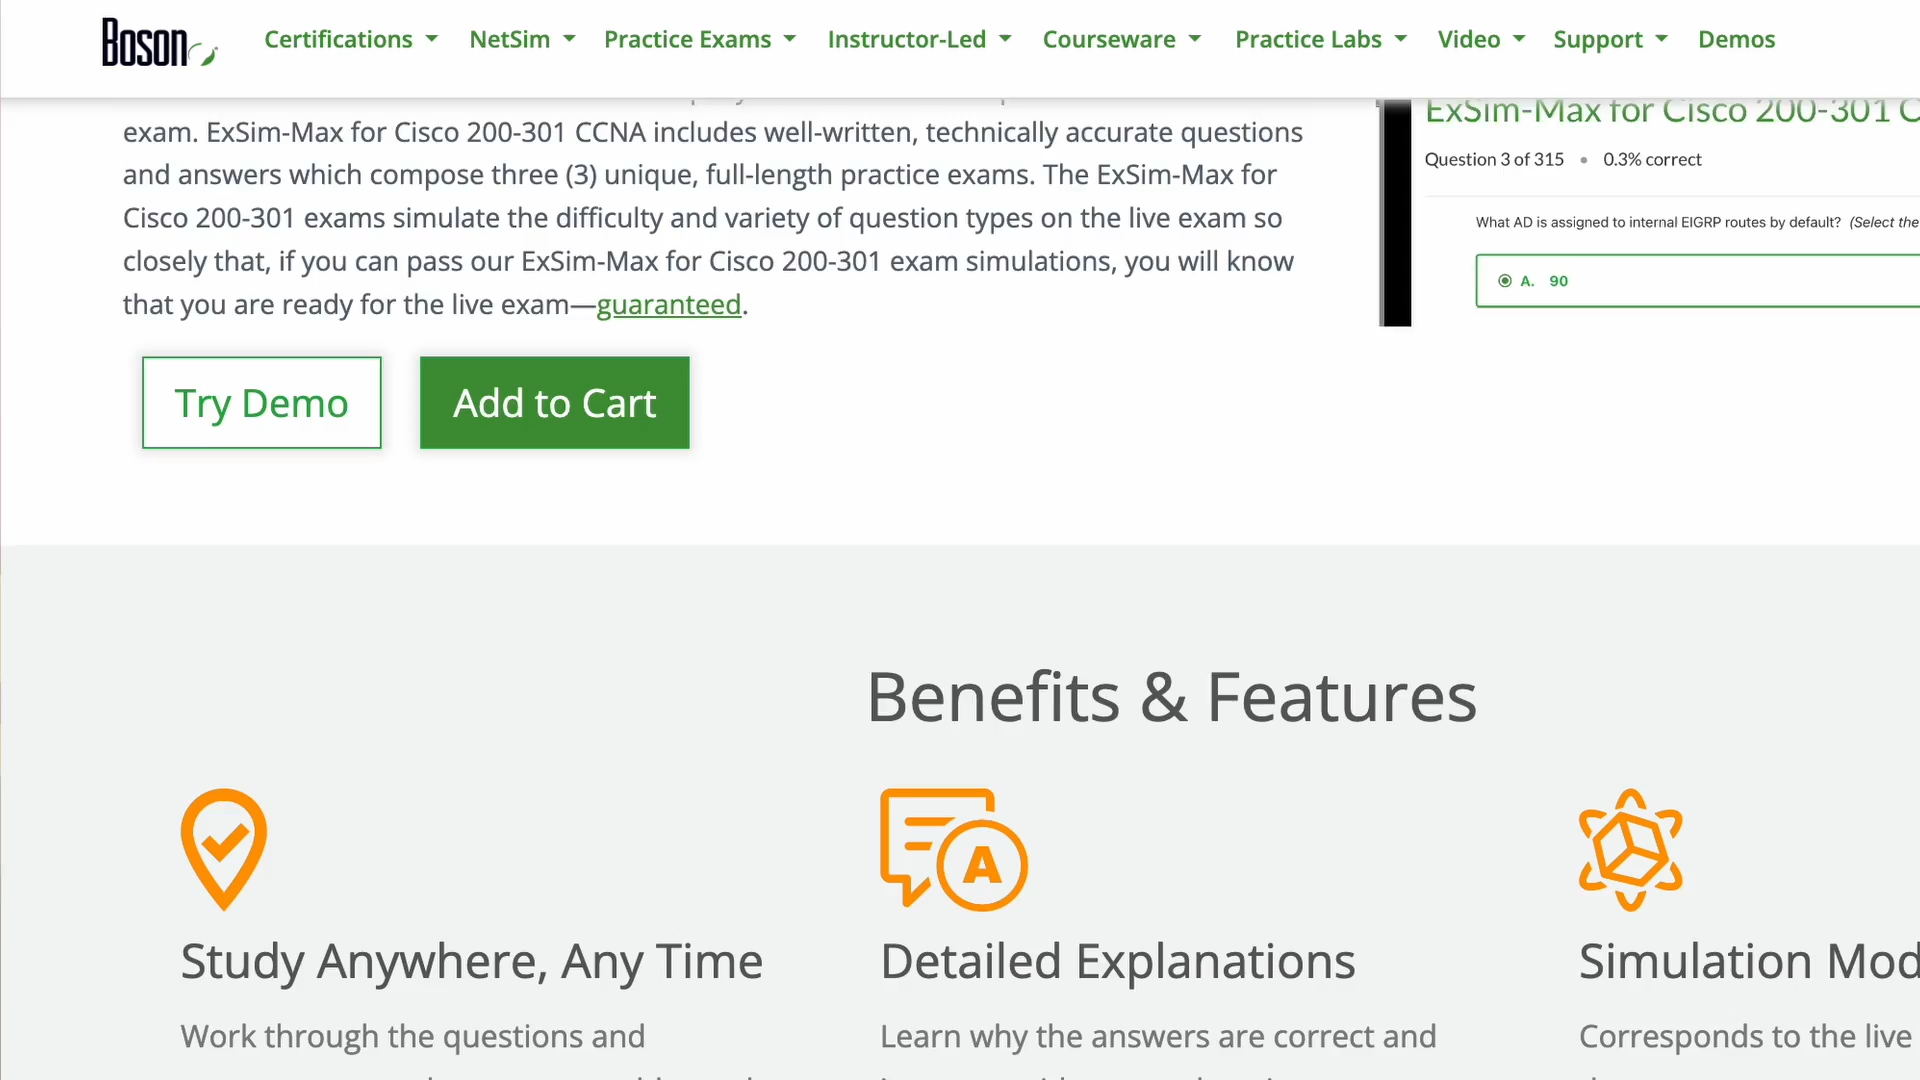 Boson
Certifications
NetSim
Practice Exams
Instructor-Led
Courseware
Practice Labs
Video
Support
Demos
exam. ExSim-Max for Cisco 200-301 CCNA includes well-written, technically accurate questions
and answers which compose three (3) unique, full-length practice exams. The ExSim-Max for
Cisco 200-301 exams simulate the difficulty and variety of question types on the live exam so
closely that, if you can pass our ExSim-Max for Cisco 200-301 exam simulations, you will know
that you are ready for the live exam—guaranteed.
ExSim-Max for Cisco 200-301 C
Question 3 of 315 • 0.3% correct
What AD is assigned to internal EIGRP routes by default? (Select the
A. 90
Try Demo
Add to Cart
Benefits & Features
Study Anywhere, Any Time
Work through the questions and
A
Detailed Explanations
Learn why the answers are correct and
Simulation Mod
Corresponds to the live